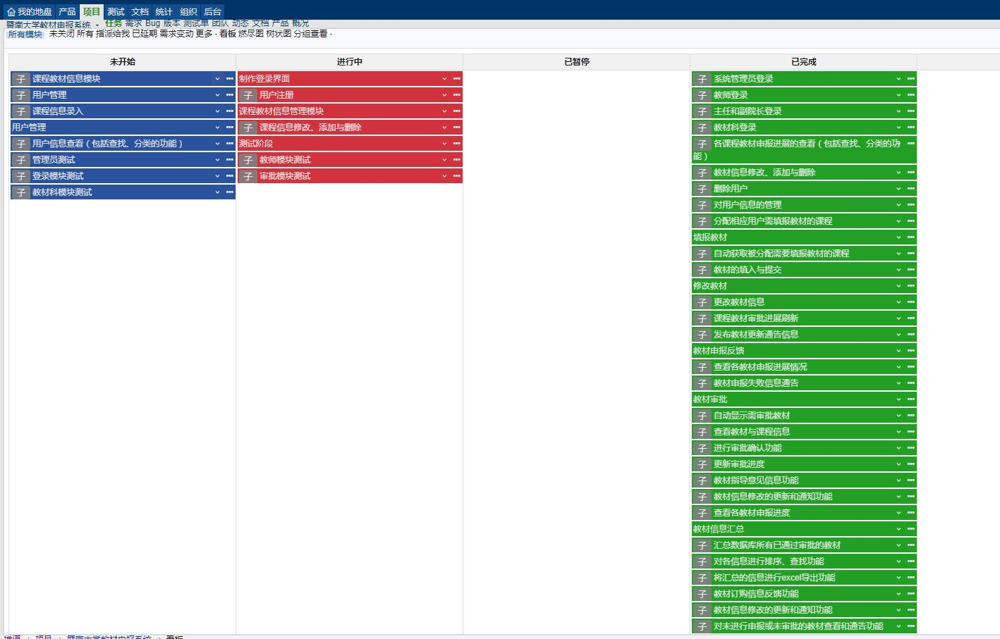 我的地盘 产品 项目 测试 文档 统计 组织 后台
暨南大学教材申报系统 任务 需求 Bug 版本 测试单 团队 动态 文档 产品 概况
所有模块 未关闭 所有 指派给我 已延期 需求变动 更多 - 看板 燃尽图 树状图 分组查看 -
未开始 进行中 已暂停 已完成
子 课程教材信息模块
子 用户管理
子 课程信息录入
用户管理
子 用户信息查看（包括查找、分类的功能）
子 管理员测试
子 登录模块测试
子 教材科模块测试
制作登录界面
子 用户注册
课程教材信息管理模块
子 课程信息修改、添加与删除
测试阶段
子 教师模块测试
子 审批模块测试
子 系统管理员登录
子 教师登录
子 主任和副院长登录
子 教材科登录
子 各课程教材申报进展的查看（包括查找、分类的功
能）
子 教材信息修改、添加与删除
子 删除用户
子 对用户信息的管理
子 分配相应用户需填报教材的课程
填报教材
子 自动获取被分配需要填报教材的课程
子 教材的填入与提交
修改教材
子 更改教材信息
子 课程教材审批进展刷新
子 发布教材更新通告信息
教材申报反馈
子 查看各教材申报进展情况
子 教材申报失败信息通告
教材审批
子 自动显示需审批教材
子 查看教材与课程信息
子 进行审批确认功能
子 更新审批进度
子 教材指导意见信息功能
子 教材信息修改的更新和通知功能
子 查看各教材申报进度
教材信息汇总
子 汇总数据库所有已通过审批的教材
子 对各信息进行排序、查找功能
子 将汇总的信息进行excel导出功能
子 教材订购信息反馈功能
子 教材信息修改的更新和通知功能
子 对未进行申报或未审批的教材查看和通告功能
禅道 项目 暨南大学教材申报系统 看板